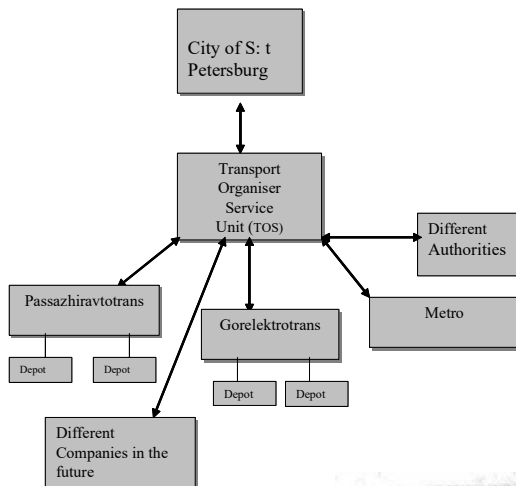 City of S: t
Petersburg
Transport
Organiser
Service
Unit (TOS)
Different
Authorities
Passazhiravtotrans
Metro
Gorelektrotrans
Depot
Depot
Depot
Depot
Different
Companies in the
future